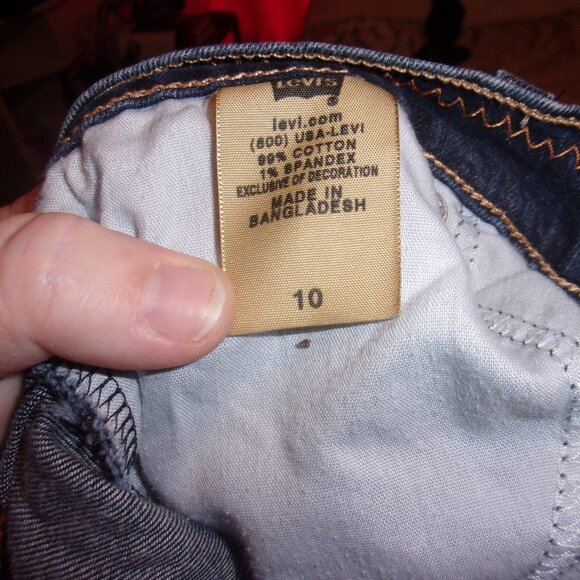 LEVI'S
®
levi.com
(800) USA-LEVI
99% COTTON
1% SPANDEX
EXCLUSIVE OF DECORATION
MADE IN
BANGLADESH
10